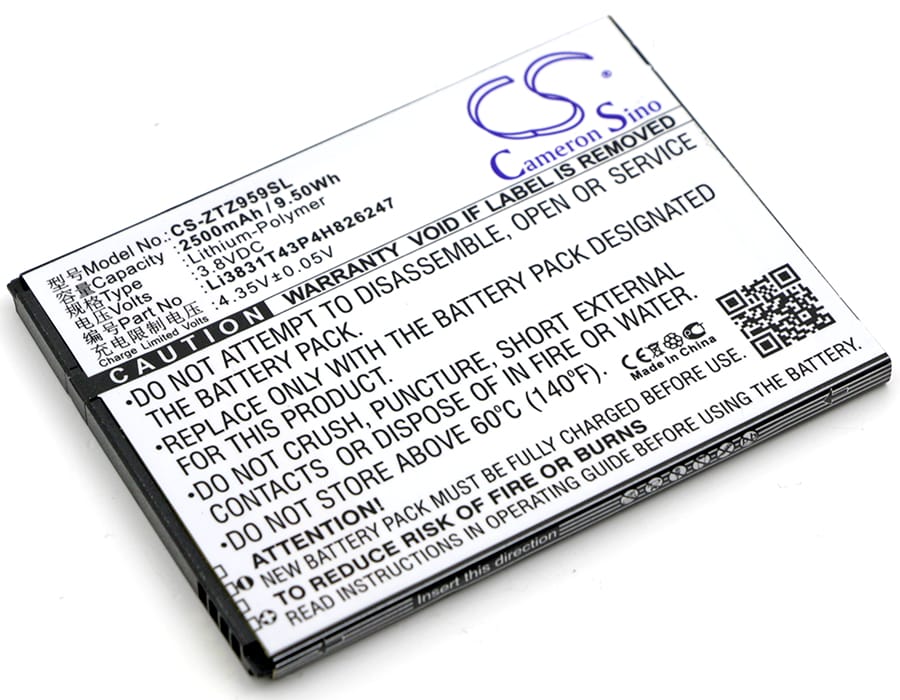 CS
®
Cameron Sino
型号Model No.:CS-ZTZ959SL
容量Capacity :2500mAh / 9.50Wh
规格Type :Lithium-Polymer
电压Volts :3.8VDC
编号Part No :Li3831T43P4H826247
充电限制电压 :4.35V±0.05V
Charge Limited Volts
CAUTION
WARRANTY VOID IF LABEL IS REMOVED
•DO NOT ATTEMPT TO DISASSEMBLE, OPEN OR SERVICE
THE BATTERY PACK.
•REPLACE ONLY WITH THE BATTERY PACK DESIGNATED
FOR THIS PRODUCT.
•DO NOT CRUSH, PUNCTURE, SHORT EXTERNAL
CONTACTS OR DISPOSE OF IN FIRE OR WATER.
•DO NOT STORE ABOVE 60°C (140°F).
CE
Made in China
ATTENTION: NEW BATTERY PACK MUST BE FULLY CHARGED BEFORE USE.
TO REDUCE RISK OF FIRE OR BURNS
READ INSTRUCTIONS IN OPERATING GUIDE BEFORE USE.
Insert this direction